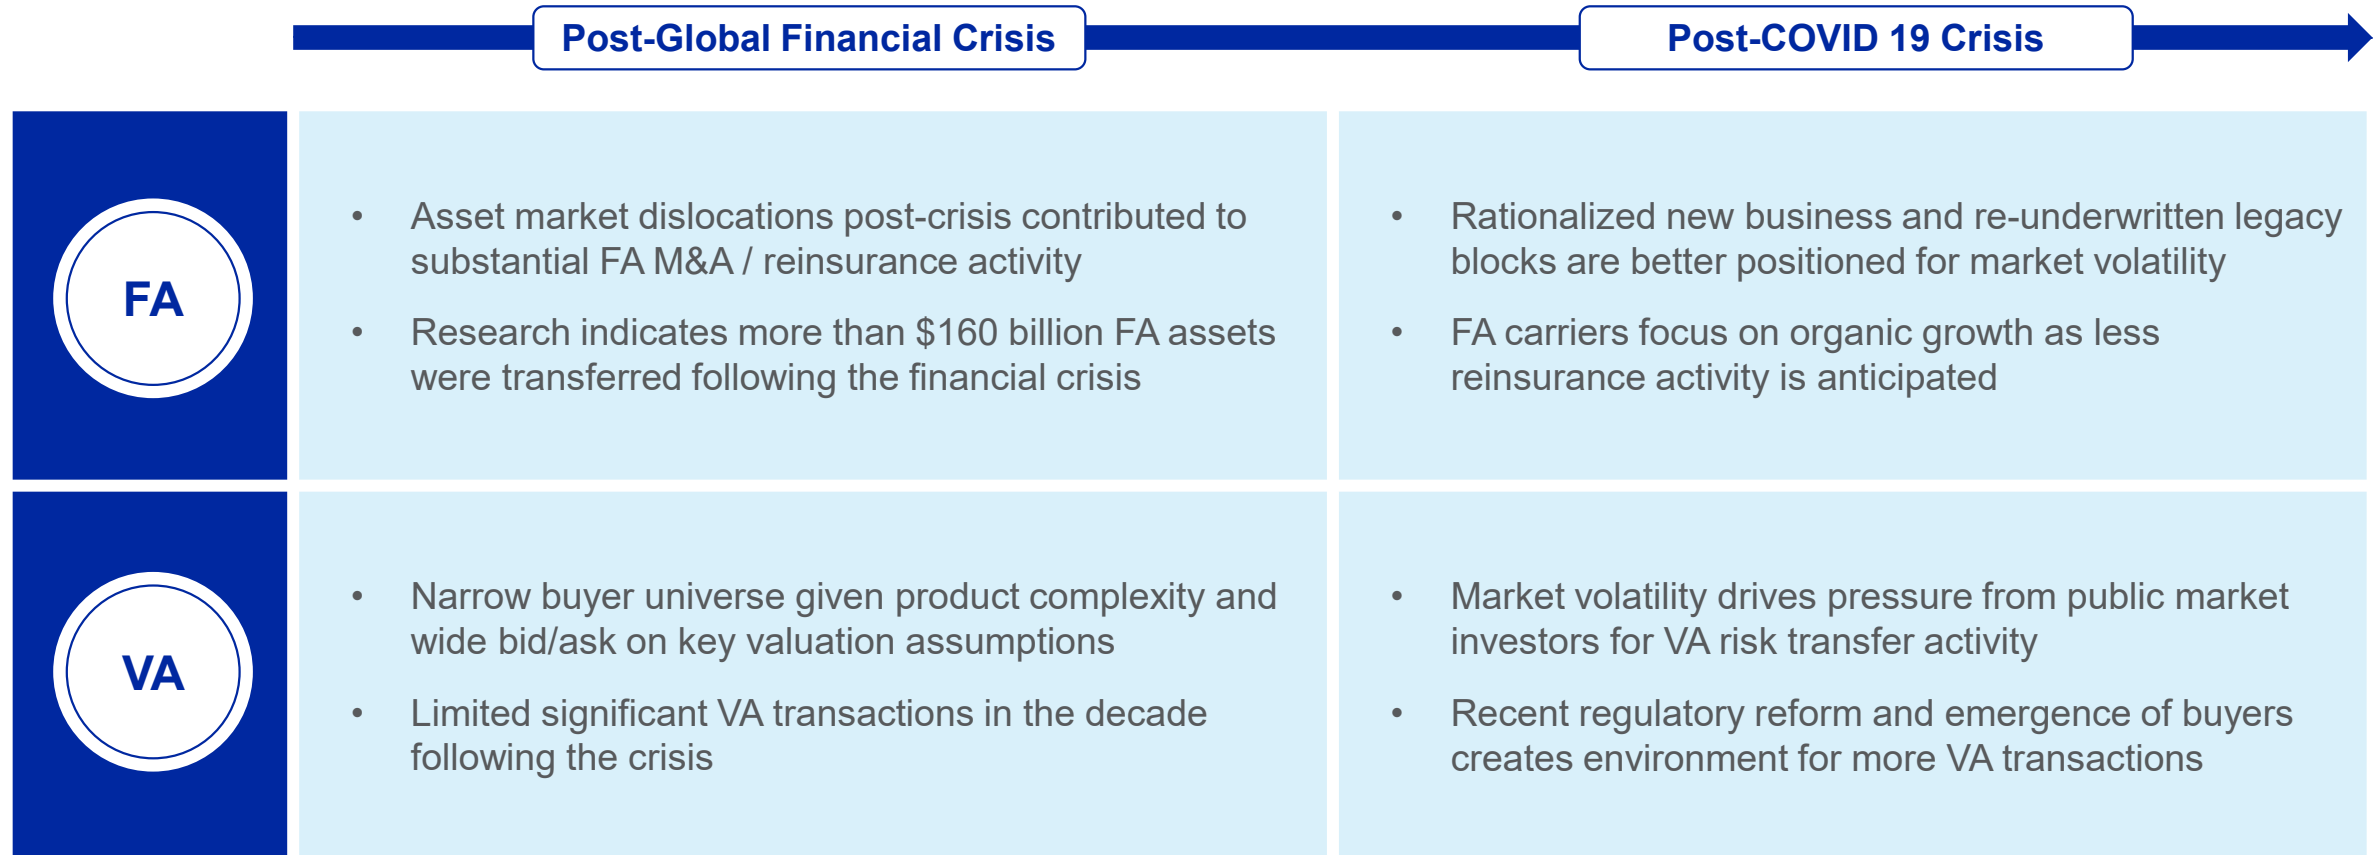 Post-Global Financial Crisis
Post-COVID 19 Crisis
FA
• Asset market dislocations post-crisis contributed to
substantial FA M&A / reinsurance activity
• Research indicates more than $160 billion FA assets
were transferred following the financial crisis
• Rationalized new business and re-underwritten legacy
blocks are better positioned for market volatility
• FA carriers focus on organic growth as less
reinsurance activity is anticipated
VA
• Narrow buyer universe given product complexity and
wide bid/ask on key valuation assumptions
• Limited significant VA transactions in the decade
following the crisis
• Market volatility drives pressure from public market
investors for VA risk transfer activity
• Recent regulatory reform and emergence of buyers
creates environment for more VA transactions